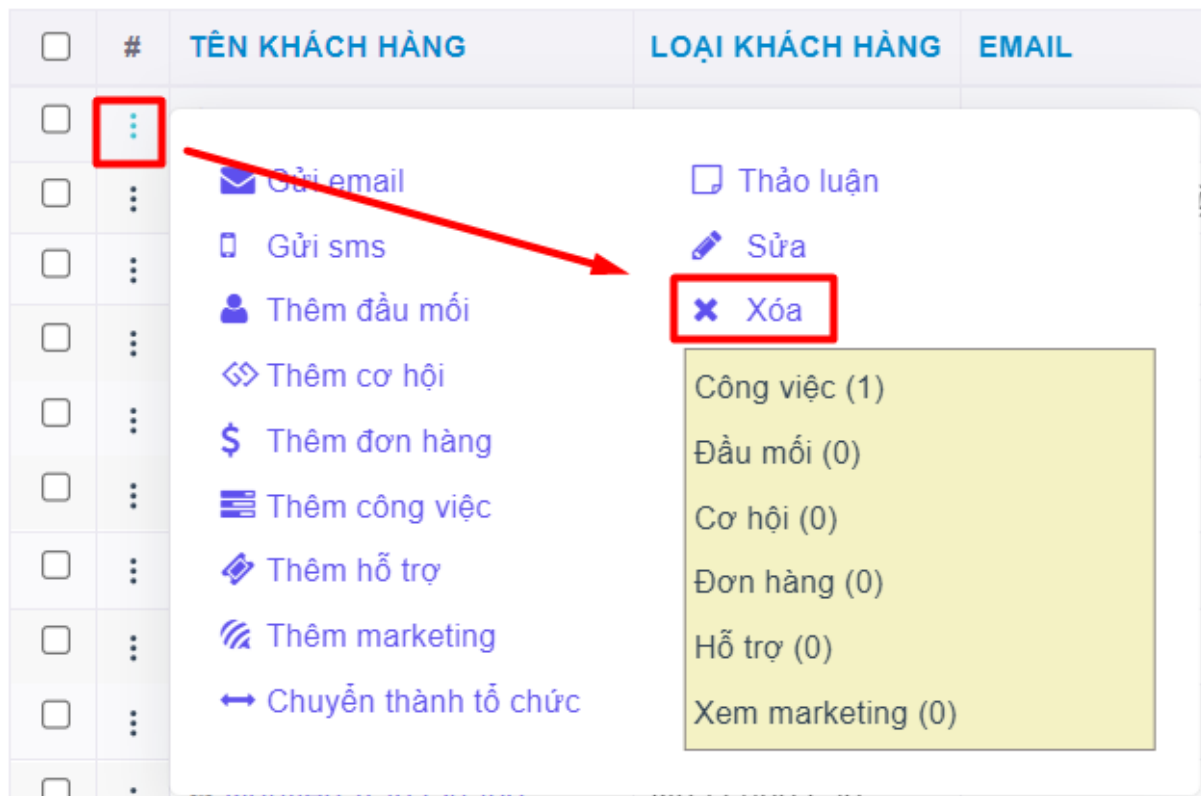 # TÊN KHÁCH HÀNG LOẠI KHÁCH HÀNG EMAIL
Gửi email
Gửi sms
Thêm đầu mối
Thêm cơ hội
Thêm đơn hàng
Thêm công việc
Thêm hỗ trợ
Thêm marketing
Chuyển thành tổ chức
Thảo luận
Sửa
Xóa
Công việc (1)
Đầu mối (0)
Cơ hội (0)
Đơn hàng (0)
Hỗ trợ (0)
Xem marketing (0)